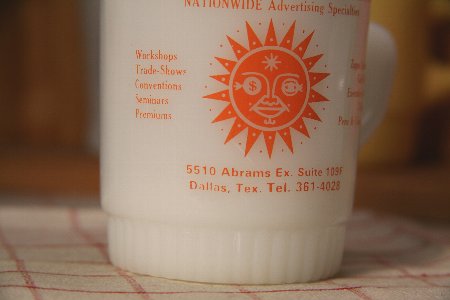 NATIONWIDE Advertising Specialties
Workshops
Trade-Shows
Conventions
Seminars
Premiums
$
5510 Abrams Ex. Suite 109F
Dallas, Tex. Tel. 361-4028